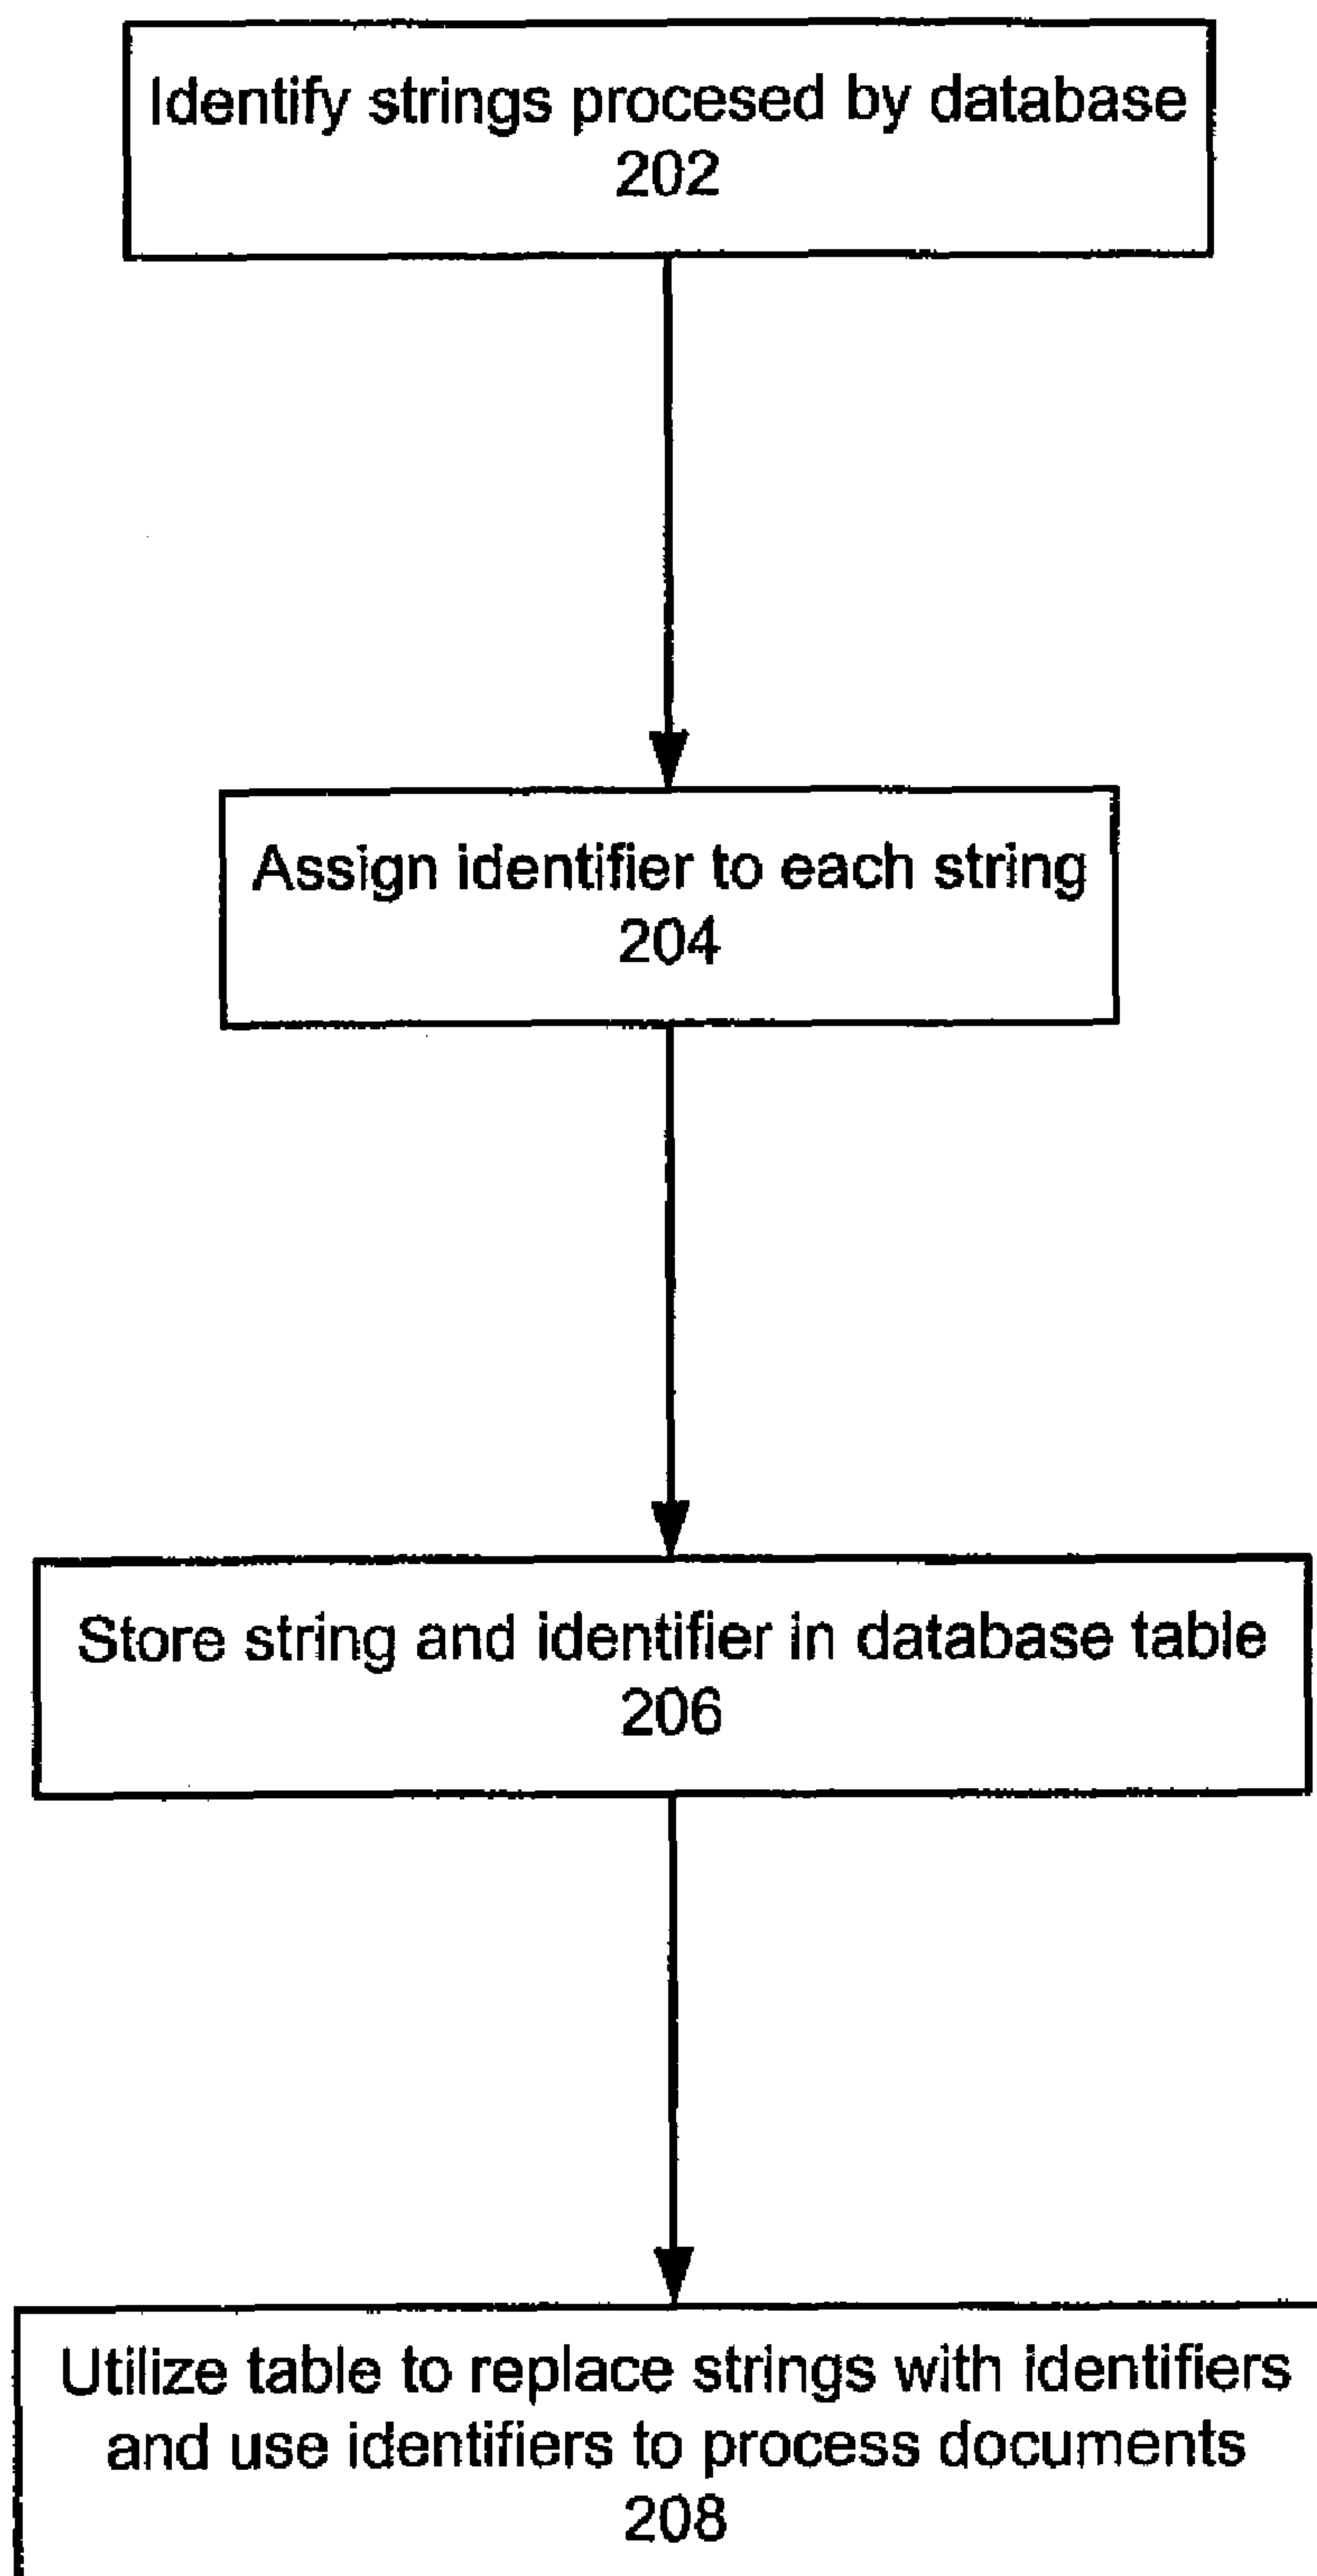 Identify strings procesed by database
202
Assign identifier to each string
204
Store string and identifier in database table
206
Utilize table to replace strings with identifiers
and use identifiers to process documents
208